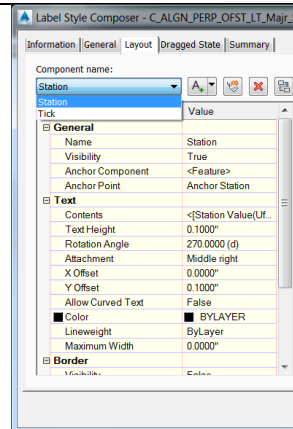 Label Style Composer - C_ALGN_PERP_OFST_LT_Majr_
Information General Layout Dragged State Summary
Component name:
Station
Station
Tick
Value
General
Name Station
Visibility True
Anchor Component <Feature>
Anchor Point Anchor Station
Text
Contents <[Station Value(Uf...
Text Height 0.1000"
Rotation Angle 270.0000 (d)
Attachment Middle right
X Offset 0.0000"
Y Offset 0.1000"
Allow Curved Text False
Color BYLAYER
Lineweight ByLayer
Maximum Width 0.0000"
Border
Visibility False